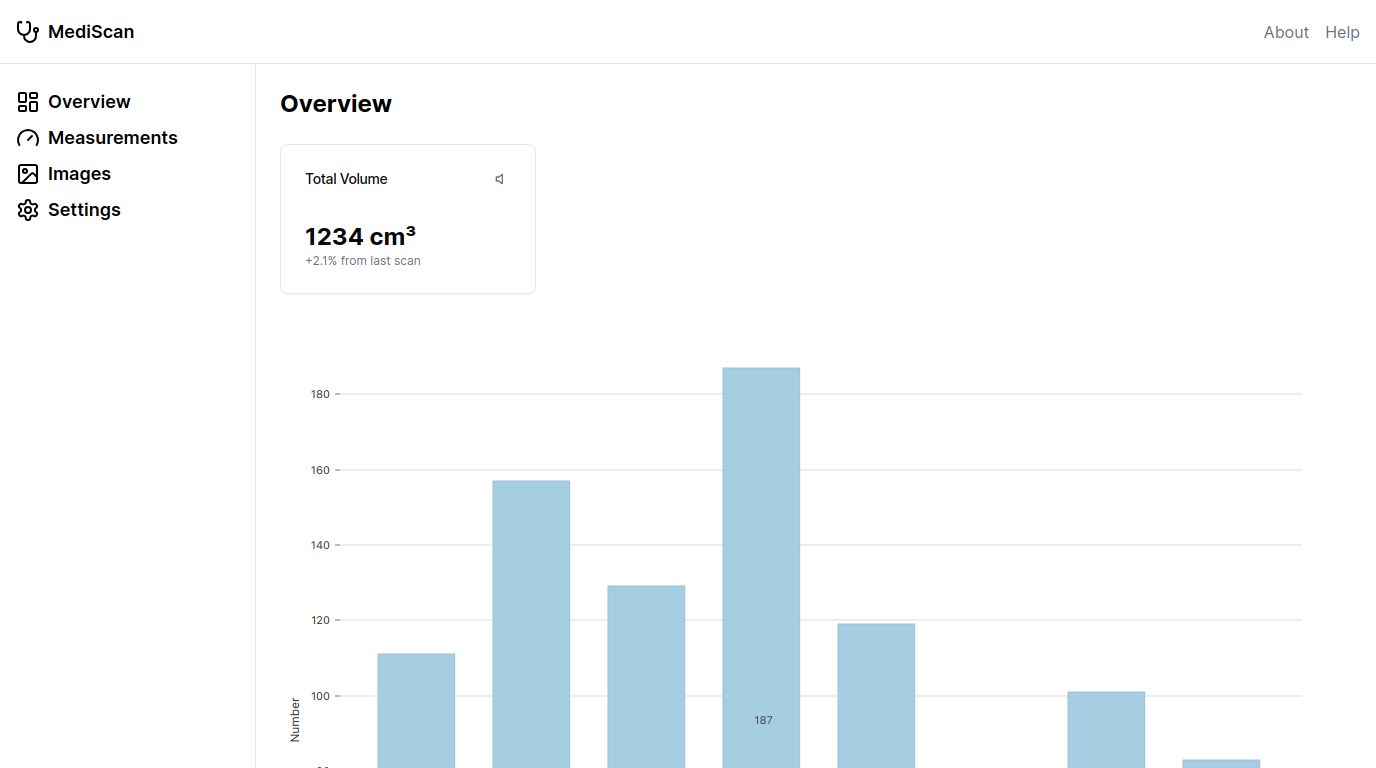 MediScan
About Help
Overview
Measurements
Images
Settings
Overview
Total Volume
1234 cm³
+2.1% from last scan
180
160
140
120
100
Number
187